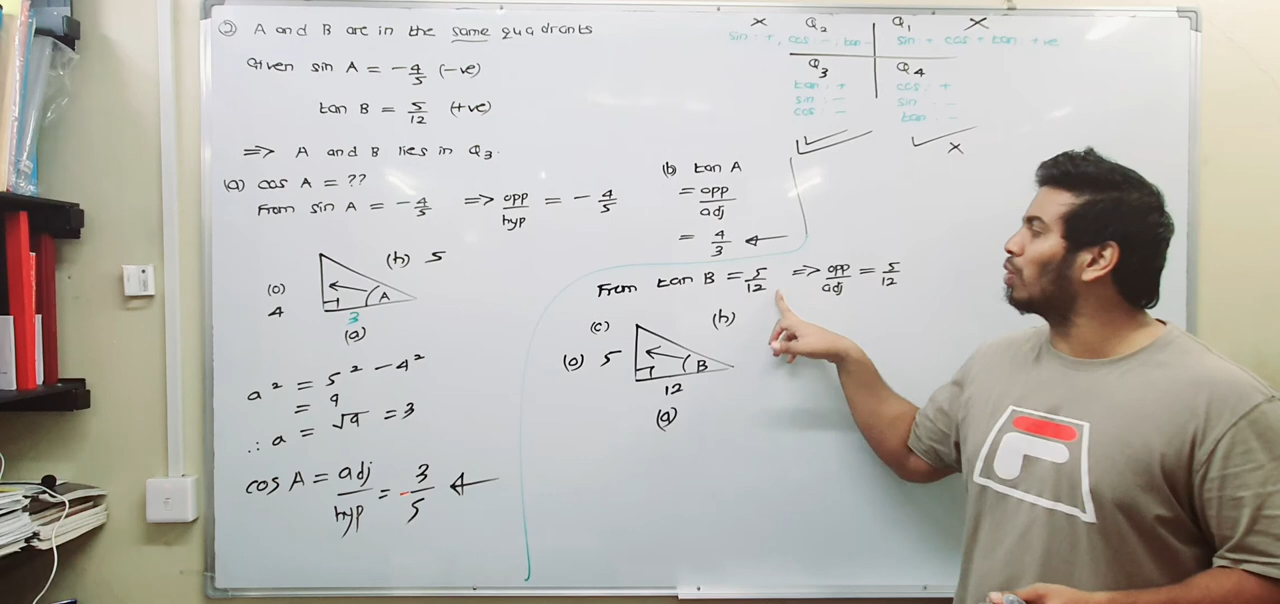 ② A and B are in the same quadrants
Given sin A = -4/5 (-ve)
tan B = 5/12 (+ve)
=> A and B lies in Q3.
(a) cos A = ??
From sin A = -4/5 => opp/hyp = -4/5
(h) 5
(o)
4
A
3
(a)
a² = 5² - 4²
= 9
∴ a = √9 = 3
cos A = adj/hyp = -3/5 ←
x Q2
sin : +, cos : -, tan -
Q1 X
sin : + cos + tan +ve
Q3
tan : +
sin : -
cos : -
Q4
cos : +
sin : -
tan : -
x
(b) tan A
= opp/adj
= 4/3 ←
From tan B = 5/12 => opp/adj = 5/12
(c)
(h)
(o) 5
B
12
(a)